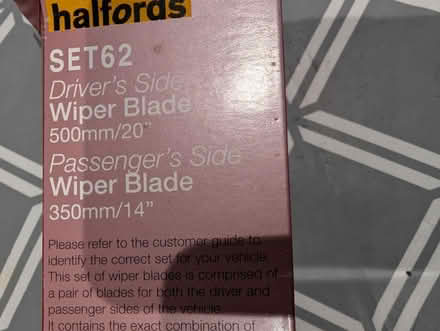 halfords
SET62
Driver's Side
Wiper Blade
500mm/20"
Passenger's Side
Wiper Blade
350mm/14"
Please refer to the customer guide to
identify the correct set for your vehicle.
This set of wiper blades is comprised of
a pair of blades for both the driver and
passenger sides of the vehicle.
It contains the exact combination of